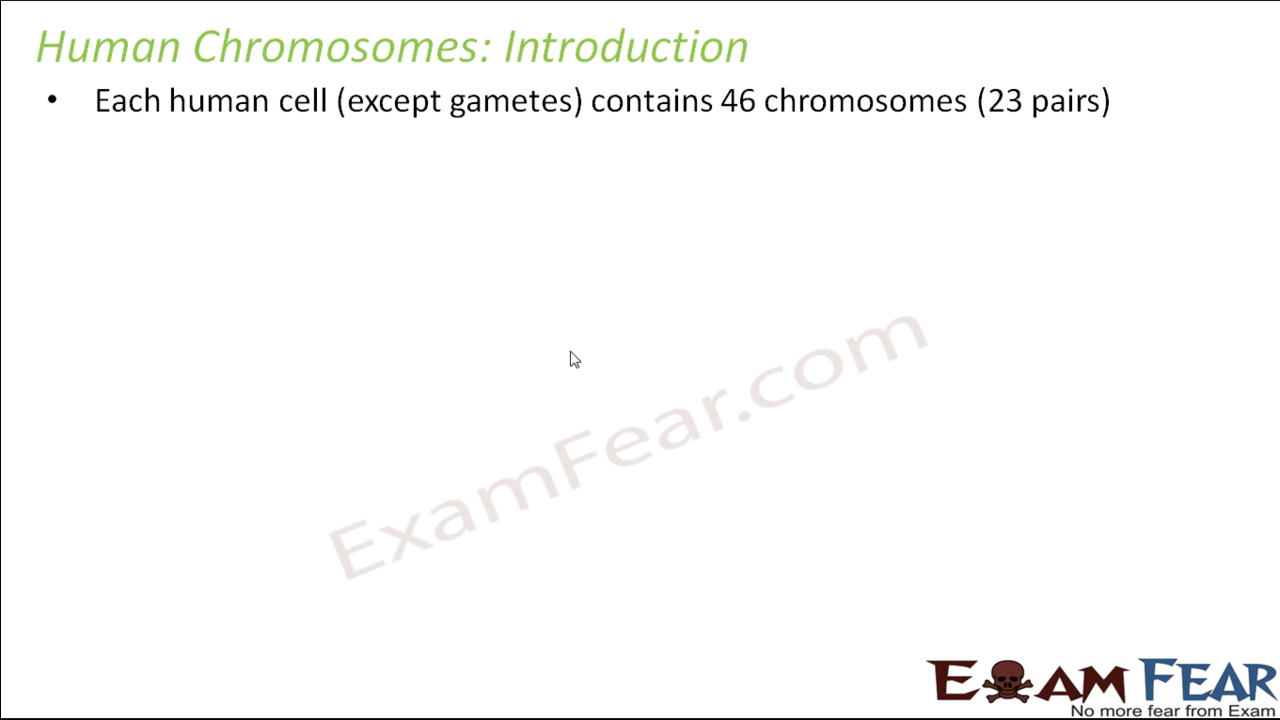 Human Chromosomes: Introduction
• Each human cell (except gametes) contains 46 chromosomes (23 pairs)
ExamFear.com
EXAM FEAR
No more fear from Exam